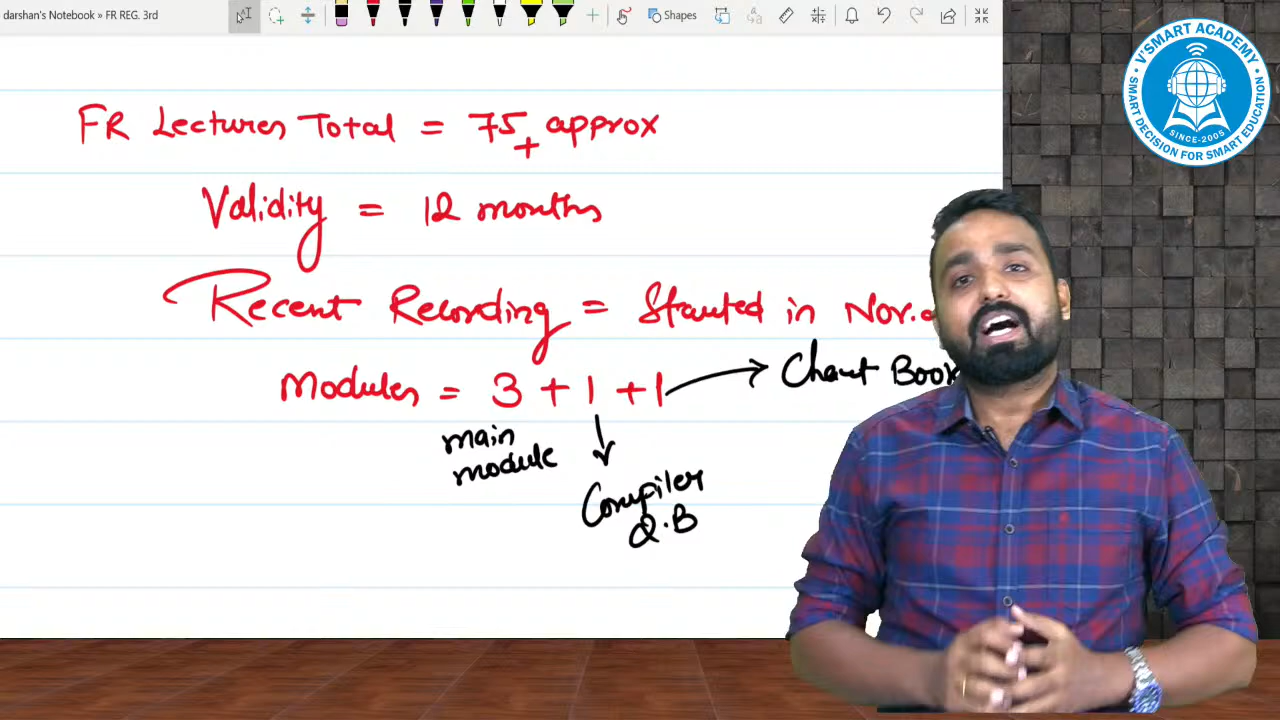 darshan's Notebook » FR REG. 3rd
Shapes
V'SMART ACADEMY
SINCE-2005
SMART DECISION FOR SMART EDUCATION
FR Lectures Total = 75+ approx
Validity = 12 months
Recent Recording = Started in Nov.
Modules = 3 + 1 + 1 → Chart Book
main
module
Compiler
Q.B